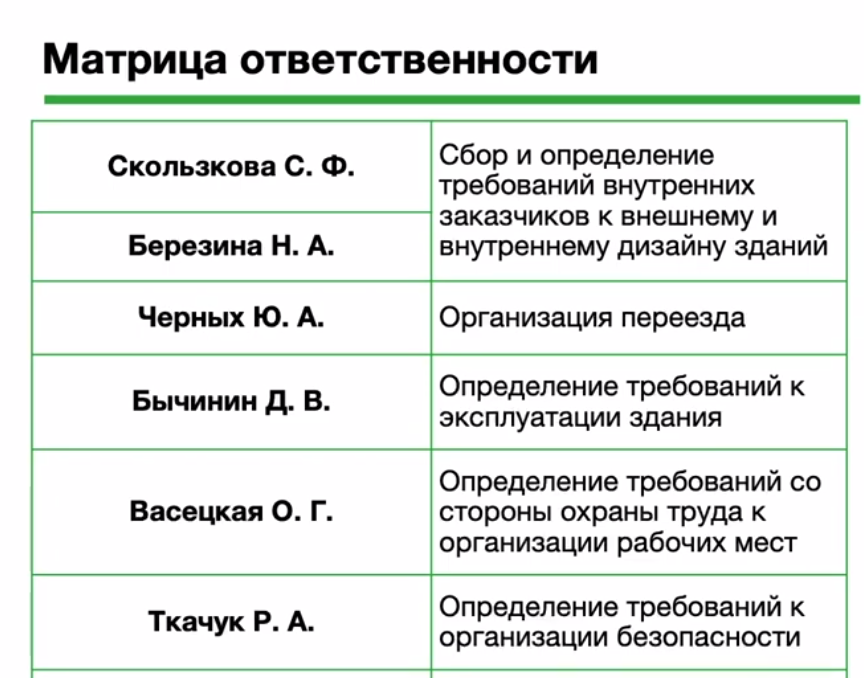 Матрица ответственности
Скользкова С. Ф.
Сбор и определение
требований внутренних
заказчиков к внешнему и
внутреннему дизайну зданий
Березина Н. А.
Черных Ю. А.
Организация переезда
Бычинин Д. В.
Определение требований к
эксплуатации здания
Васецкая О. Г.
Определение требований со
стороны охраны труда к
организации рабочих мест
Ткачук Р. А.
Определение требований к
организации безопасности